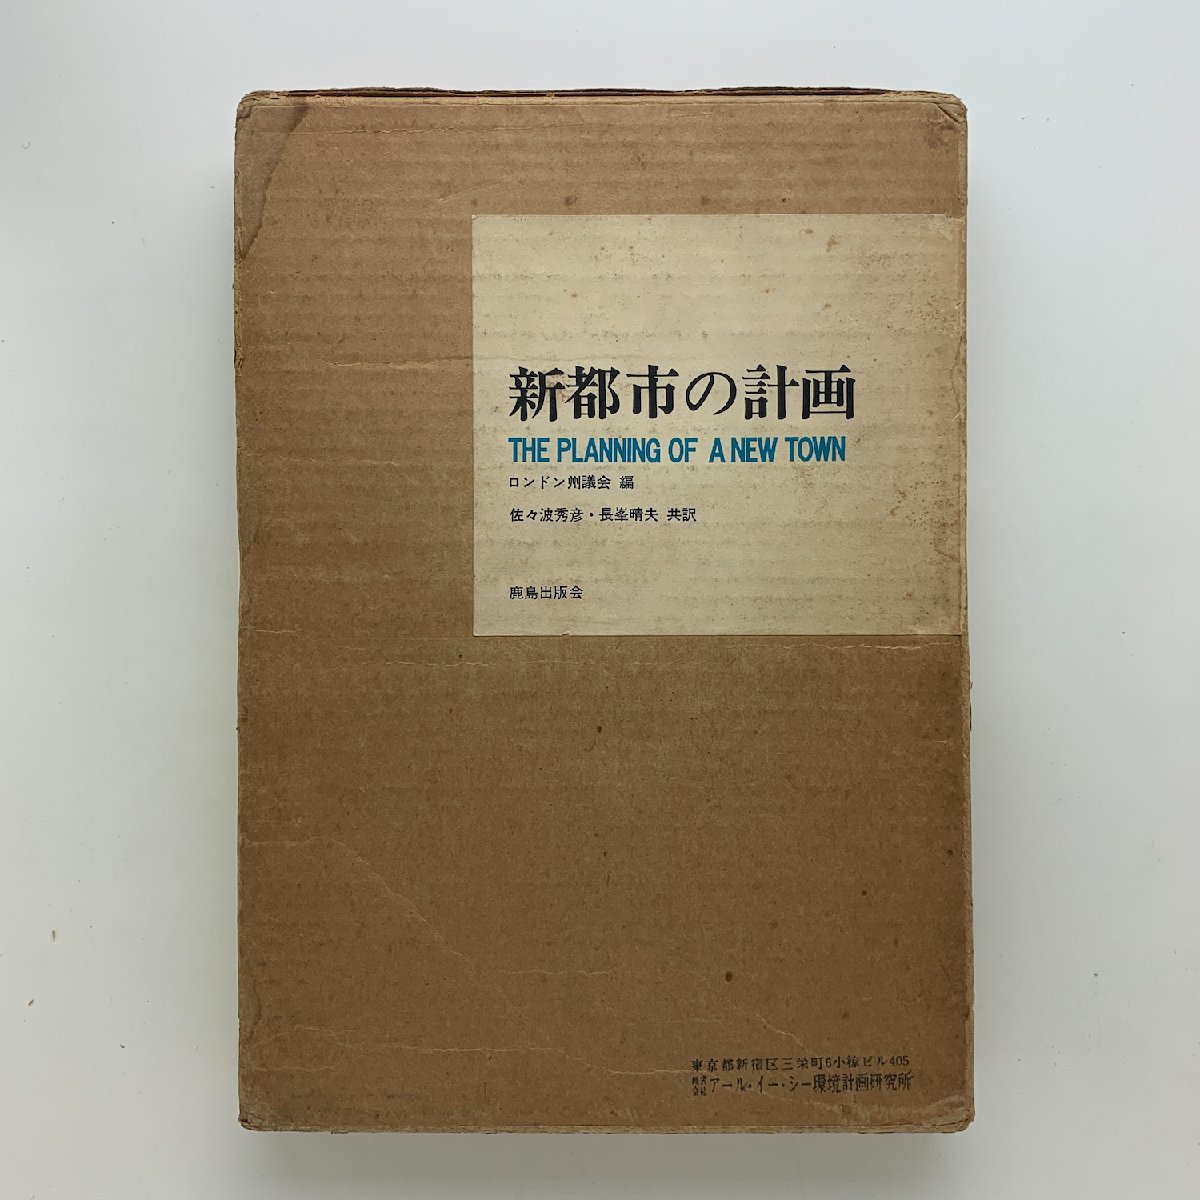 新都市の計画
THE PLANNING OF A NEW TOWN
ロンドン州議会 編
佐々波秀彦・長峯晴夫 共訳
鹿島出版会
東京都新宿区三栄町6小椋ビル405
株式会社 アール・イー・シー環境計画研究所